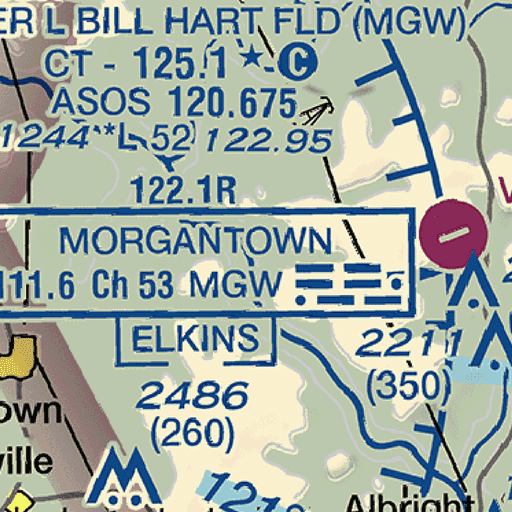 ER L BILL HART FLD (MGW)
CT - 125.1 ★ C
ASOS 120.675
1244 **L 52 122.95
122.1R
MORGANTOWN
111.6 Ch 53 MGW
ELKINS
2211
(350)
2486
(260)
own
ville
121
Albright